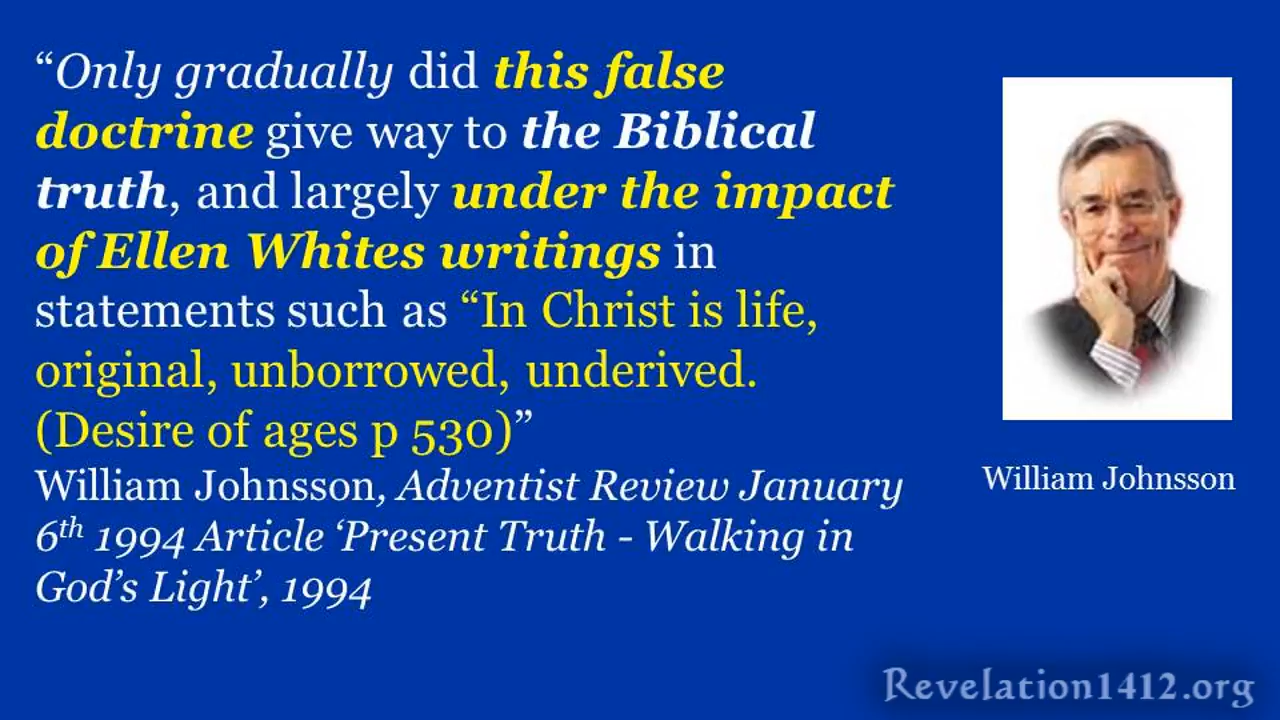 “Only gradually did this false
doctrine give way to the Biblical
truth, and largely under the impact
of Ellen Whites writings in
statements such as “In Christ is life,
original, unborrowed, underived.
(Desire of ages p 530)”
William Johnsson, Adventist Review January
6th 1994 Article ‘Present Truth - Walking in
God’s Light’, 1994
William Johnsson
Revelation1412.org